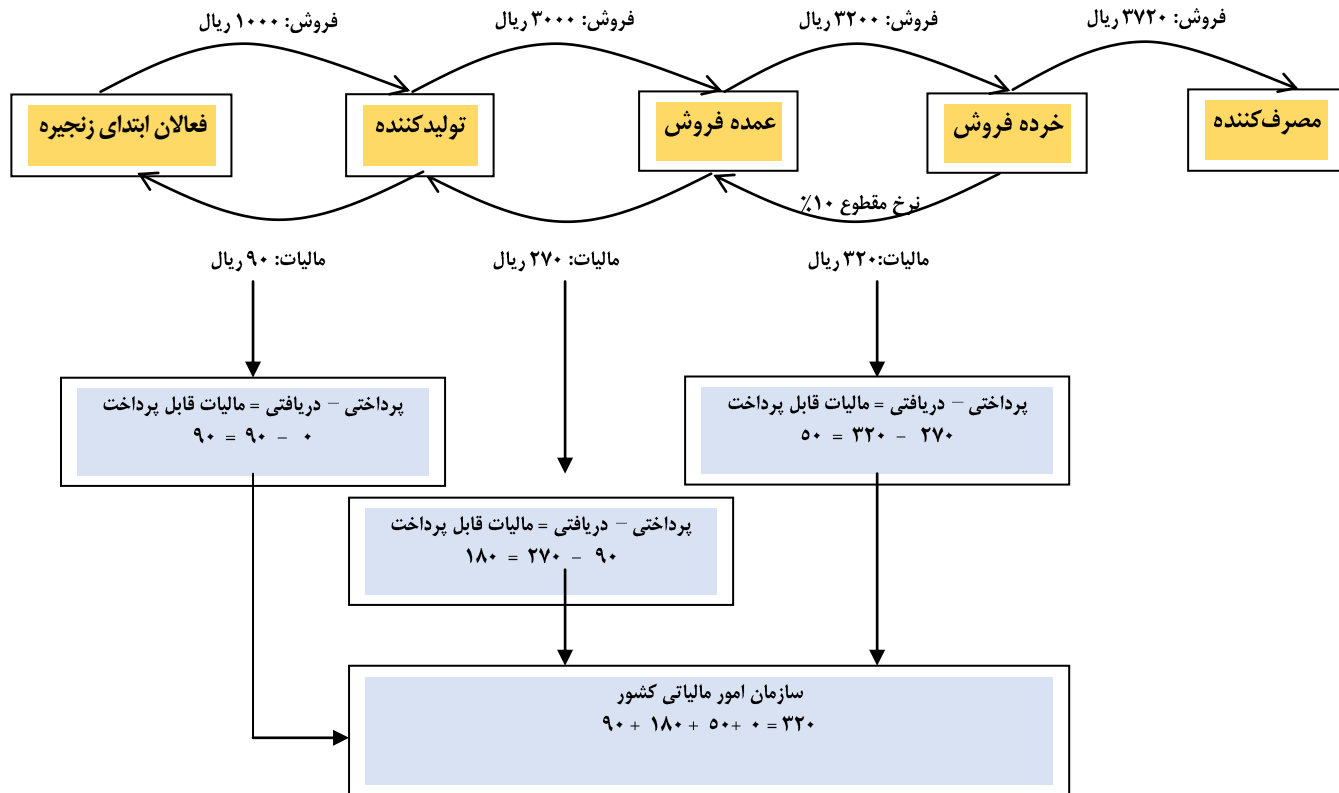 فروش: ۱۰۰۰ ریال
فروش: ۳۰۰۰ ریال
فروش: ۳۲۰۰ ریال
فروش: ۳۷۲۰ ریال
فعالان ابتدای زنجیره
تولیدکننده
عمده فروش
خرده فروش
مصرف‌کننده
نرخ مقطوع ۱۰٪
مالیات: ۹۰ ریال
مالیات: ۲۷۰ ریال
مالیات:۳۲۰ ریال
پرداختی – دریافتی = مالیات قابل پرداخت
۹۰ = ۹۰ - ۰
پرداختی – دریافتی = مالیات قابل پرداخت
۵۰ = ۳۲۰ - ۲۷۰
پرداختی – دریافتی = مالیات قابل پرداخت
۱۸۰ = ۲۷۰ - ۹۰
سازمان امور مالیاتی کشور
۹۰ + ۱۸۰ + ۵۰+ ۰ = ۳۲۰